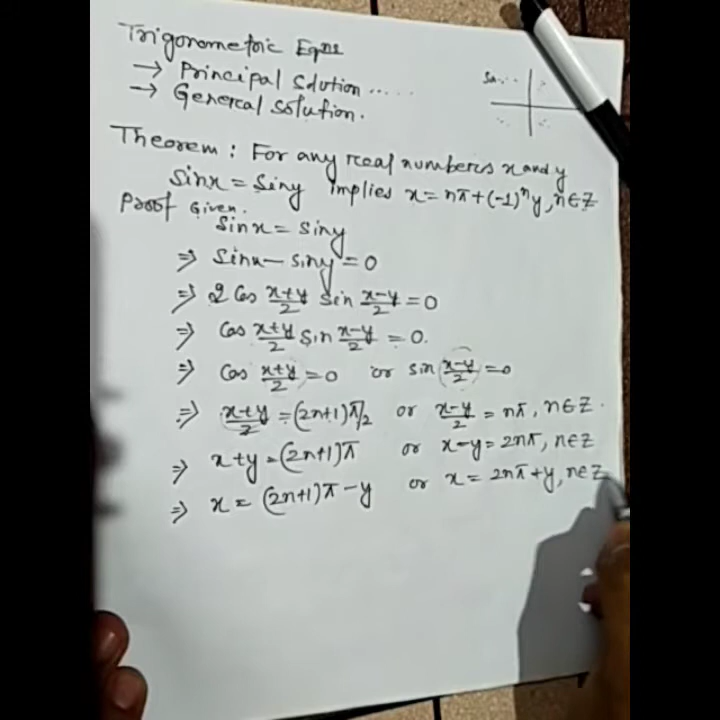 Trigonometric Eqns
→ Principal Solution .....
→ General Solution.
Theorem : For any real numbers x and y
Sinx = Siny implies x = nπ + (-1)ⁿ y, n∈Z
Proof Given.
Sinx = Siny
⇒ Sinx - Siny = 0
⇒ 2 Cos (x+y)/2 Sin (x-y)/2 = 0
⇒ Cos (x+y)/2 Sin (x-y)/2 = 0.
⇒ Cos (x+y)/2 = 0 or Sin (x-y)/2 = 0
⇒ (x+y)/2 = (2n+1)π/2 or (x-y)/2 = nπ, n∈Z.
⇒ x+y = (2n+1)π or x-y = 2nπ, n∈Z
⇒ x = (2n+1)π - y or x = 2nπ + y, n∈Z